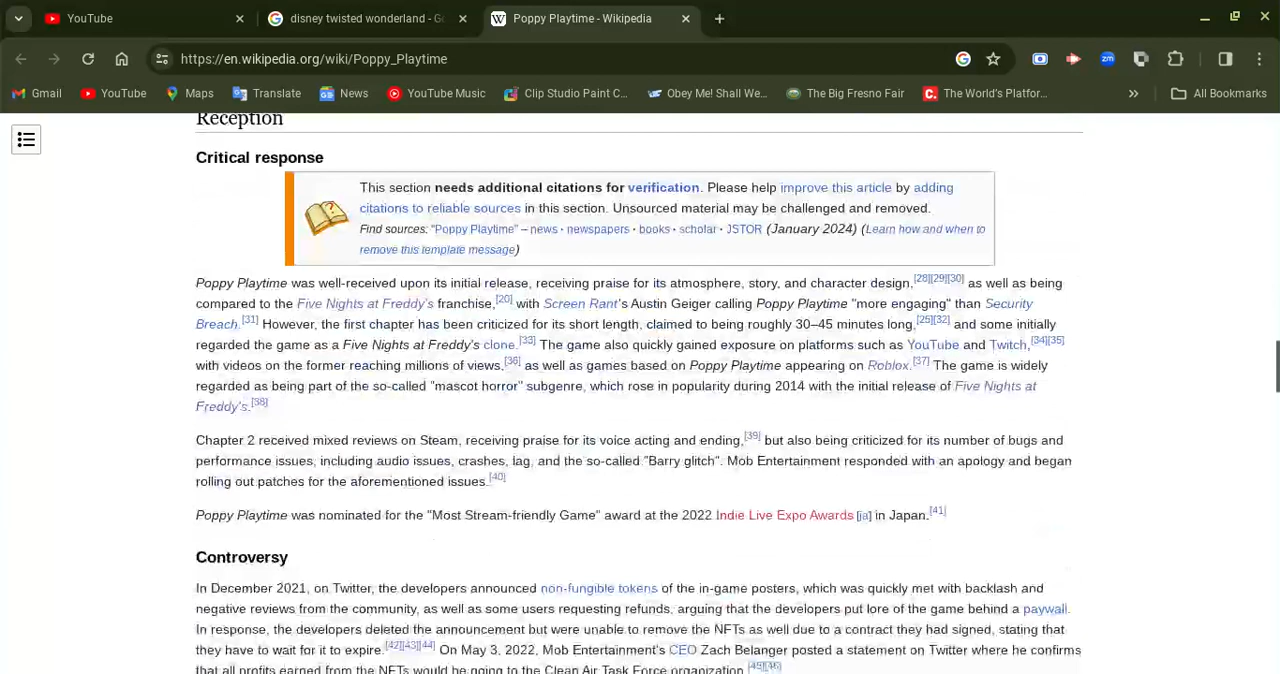 YouTube
disney twisted wonderland - Go
Poppy Playtime - Wikipedia
https://en.wikipedia.org/wiki/Poppy_Playtime
Gmail
YouTube
Maps
Translate
News
YouTube Music
Clip Studio Paint C...
Obey Me! Shall We...
The Big Fresno Fair
The World's Platfor...
All Bookmarks
Reception
Critical response
This section needs additional citations for verification. Please help improve this article by adding
citations to reliable sources in this section. Unsourced material may be challenged and removed.
Find sources: "Poppy Playtime" – news · newspapers · books · scholar · JSTOR (January 2024) (Learn how and when to
remove this template message)
Poppy Playtime was well-received upon its initial release, receiving praise for its atmosphere, story, and character design,[28][29][30] as well as being
compared to the Five Nights at Freddy's franchise,[20] with Screen Rant's Austin Geiger calling Poppy Playtime "more engaging" than Security
Breach.[31] However, the first chapter has been criticized for its short length, claimed to being roughly 30–45 minutes long,[25][32] and some initially
regarded the game as a Five Nights at Freddy's clone.[33] The game also quickly gained exposure on platforms such as YouTube and Twitch,[34][35]
with videos on the former reaching millions of views,[36] as well as games based on Poppy Playtime appearing on Roblox.[37] The game is widely
regarded as being part of the so-called "mascot horror" subgenre, which rose in popularity during 2014 with the initial release of Five Nights at
Freddy's.[38]
Chapter 2 received mixed reviews on Steam, receiving praise for its voice acting and ending,[39] but also being criticized for its number of bugs and
performance issues, including audio issues, crashes, lag, and the so-called "Barry glitch". Mob Entertainment responded with an apology and began
rolling out patches for the aforementioned issues.[40]
Poppy Playtime was nominated for the "Most Stream-friendly Game" award at the 2022 Indie Live Expo Awards [ja] in Japan.[41]
Controversy
In December 2021, on Twitter, the developers announced non-fungible tokens of the in-game posters, which was quickly met with backlash and
negative reviews from the community, as well as some users requesting refunds, arguing that the developers put lore of the game behind a paywall.
In response, the developers deleted the announcement but were unable to remove the NFTs as well due to a contract they had signed, stating that
they have to wait for it to expire.[42][43][44] On May 3, 2022, Mob Entertainment's CEO Zach Belanger posted a statement on Twitter where he confirms
that all profits earned from the NFTs would be going to the Clean Air Task Force organization.[45][46]